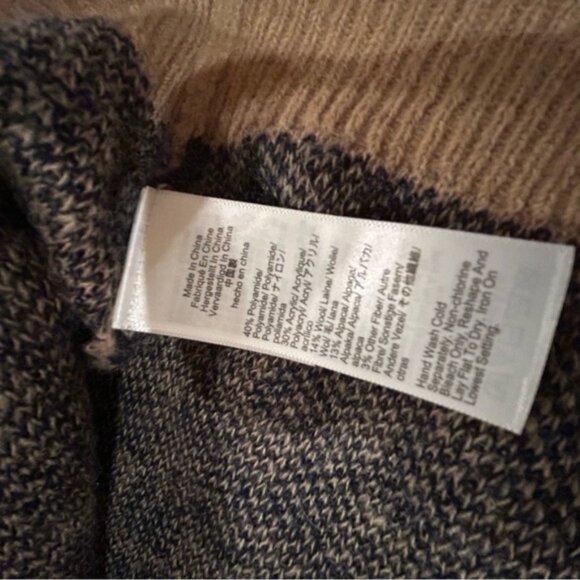 Made In China
Fabriqué En Chine
Hergestellt In China
Vervaardigd In China
中国製
hecho en china
40% Polyamide/
Polyamide/ Polyamide/
Polyamide/ ナイロン/
poliamida
30% Acryl/ Acrylique/
Polyacryl/ Acryl/ アクリル/
acrílico
14% Wool/ Laine/ Wolle/
Wol/ 毛/ lana
13% Alpaca/ Alpaga/
Alpaka/ Alpaca/ アルパカ/
alpaca
3% Other Fiber/ Autre
Fibre/ Sonstige Fasern/
Andere Vezel/ その他繊維/
otras
Hand Wash Cold
Separately. Non-chlorine
Bleach Only. Reshape And
Lay Flat To Dry. Iron On
Lowest Setting.